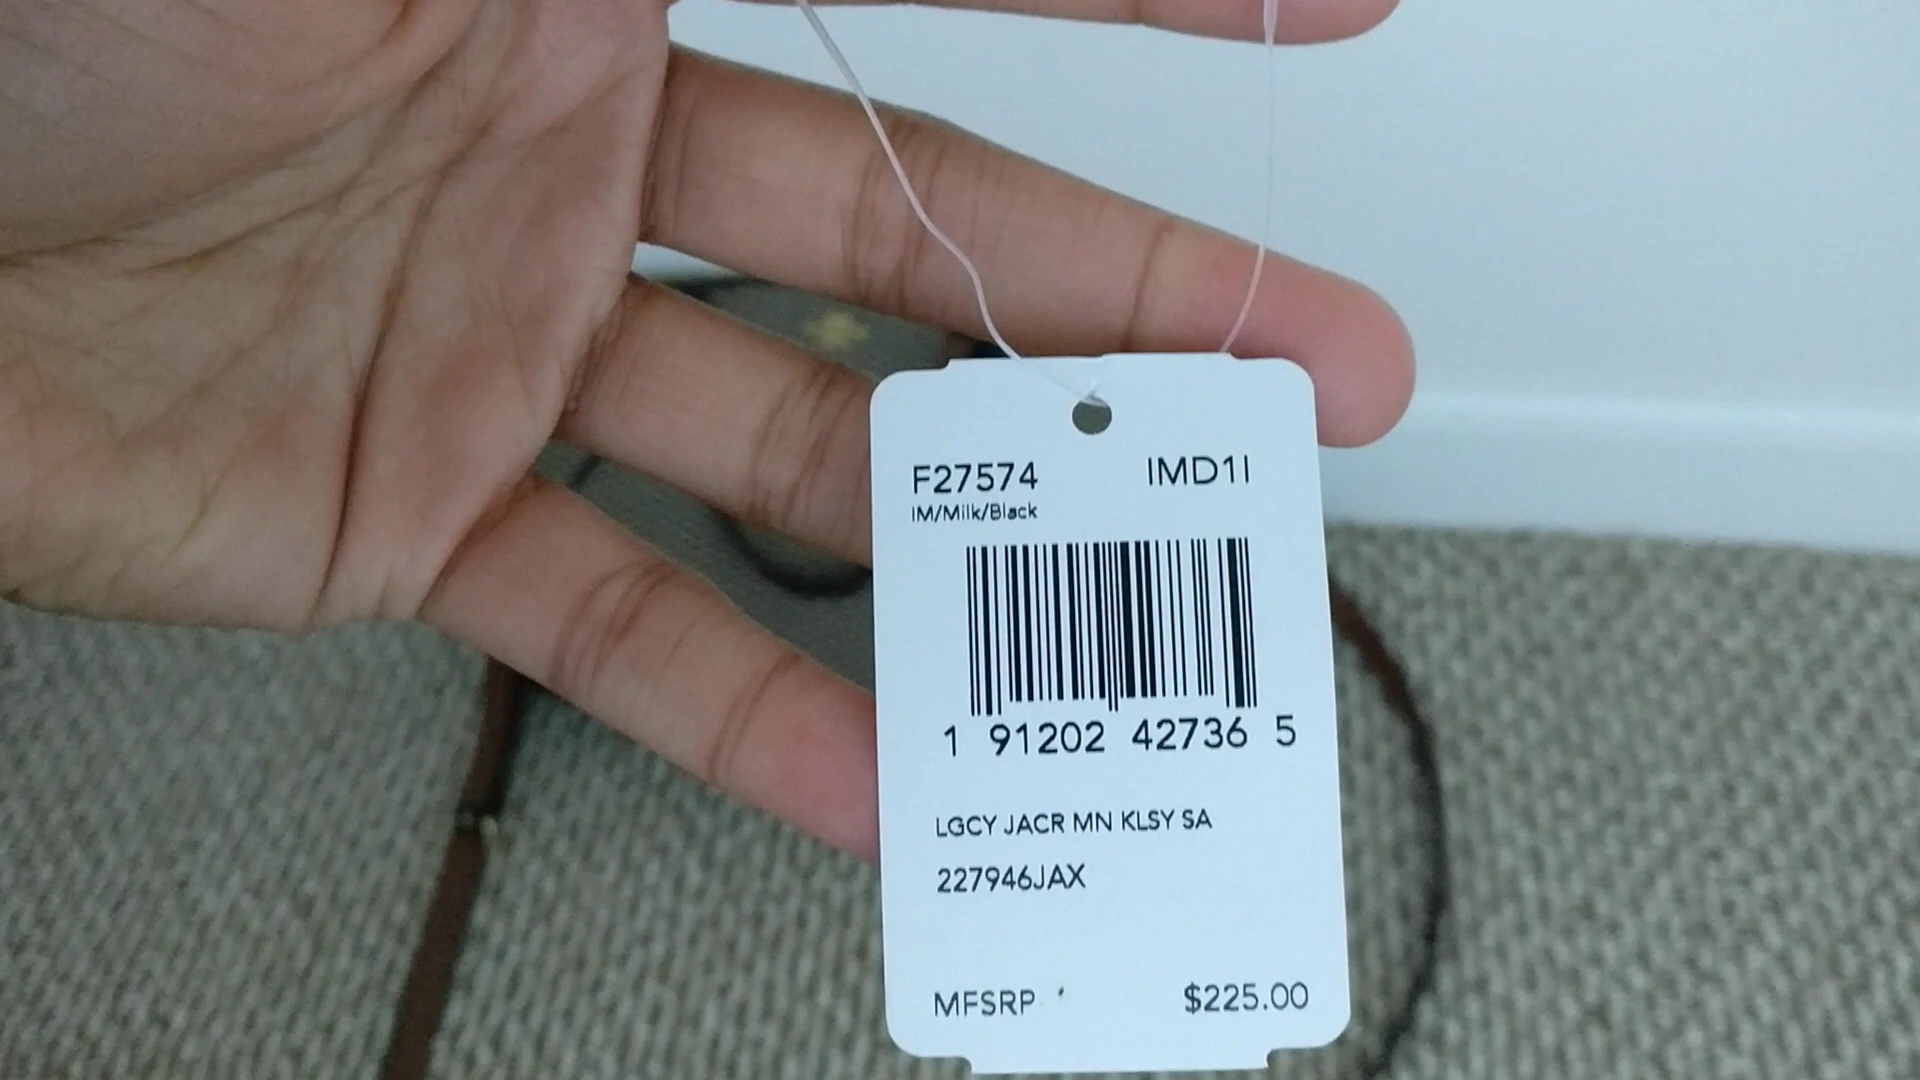 F27574 IMD1I
IM/Milk/Black
1 91202 42736 5
LGCY JACR MN KLSY SA
227946JAX
MFSRP $225.00